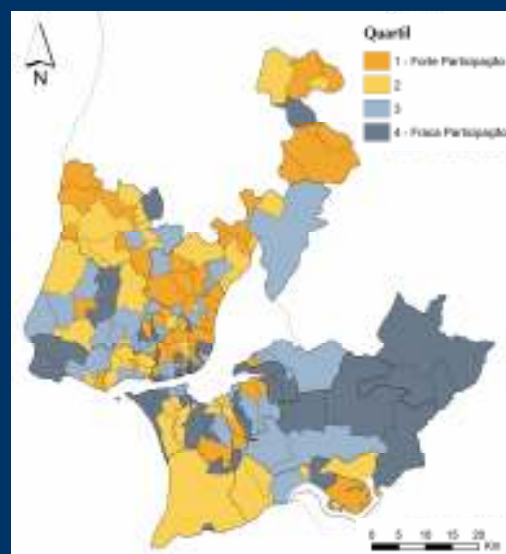 N
Quartil
1 - Forte Participação
2
3
4 - Fraca Participação
0 5 10 15 20
Km